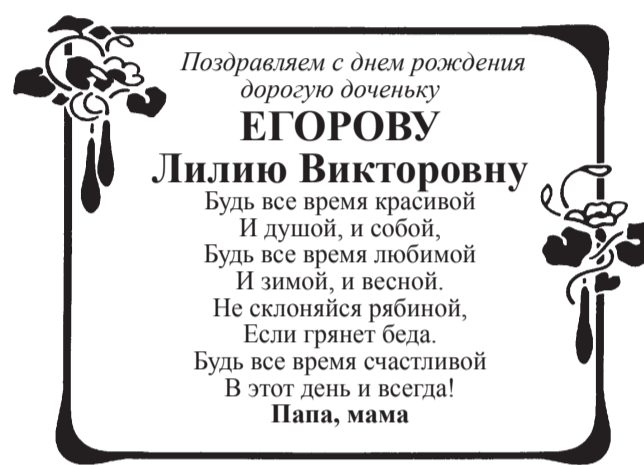 Поздравляем с днем рождения
дорогую доченьку
ЕГОРОВУ
Лилию Викторовну
Будь все время красивой
И душой, и собой,
Будь все время любимой
И зимой, и весной.
Не склоняйся рябиной,
Если грянет беда.
Будь все время счастливой
В этот день и всегда!
Папа, мама